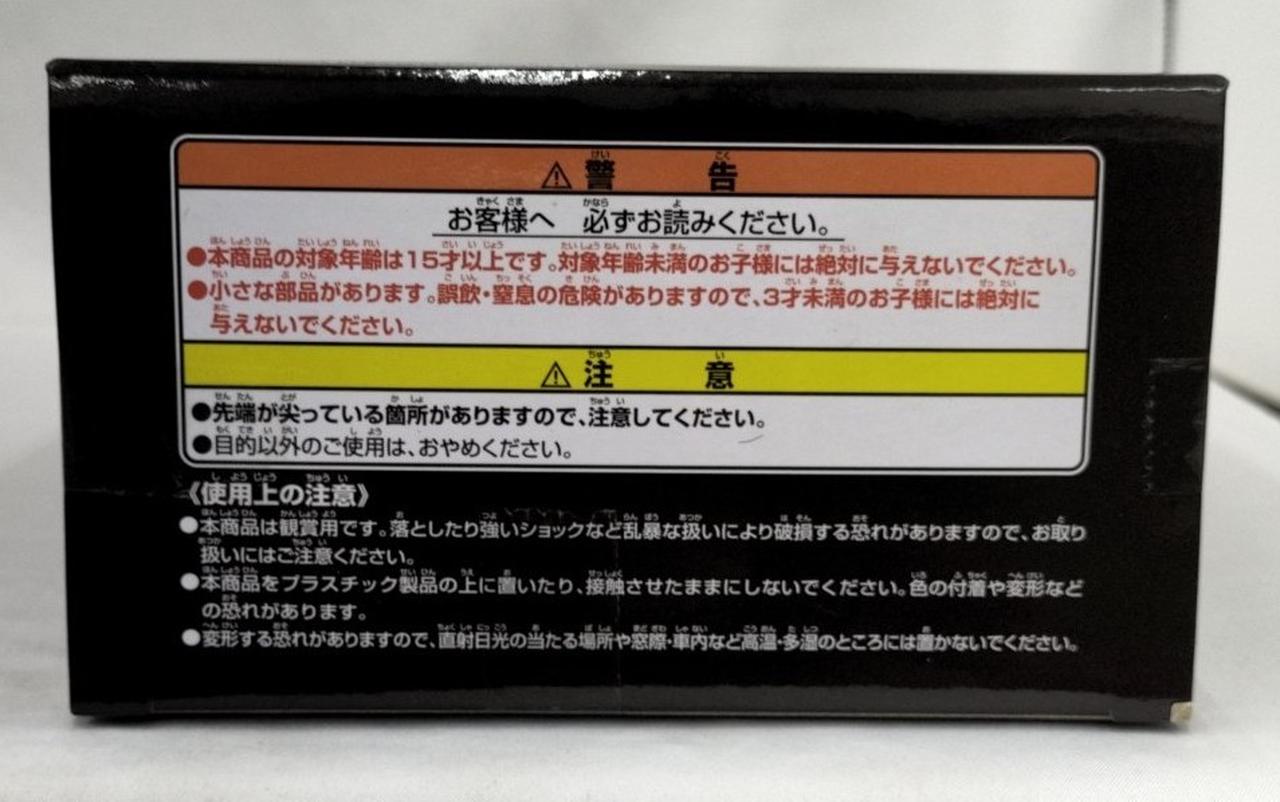 ⚠警告
お客様へ 必ずお読みください。
●本商品の対象年齢は15才以上です。対象年齢未満のお子様には絶対に与えないでください。
●小さな部品があります。誤飲・窒息の危険がありますので、3才未満のお子様には絶対に
与えないでください。
⚠注意
●先端が尖っている箇所がありますので、注意してください。
●目的以外のご使用は、おやめください。
《使用上の注意》
●本商品は観賞用です。落としたり強いショックなど乱暴な扱いにより破損する恐れがありますので、お取り
扱いにはご注意ください。
●本商品をプラスチック製品の上に置いたり、接触させたままにしないでください。色の付着や変形など
の恐れがあります。
●変形する恐れがありますので、直射日光の当たる場所や窓際・車内など高温・多湿のところには置かないでください。